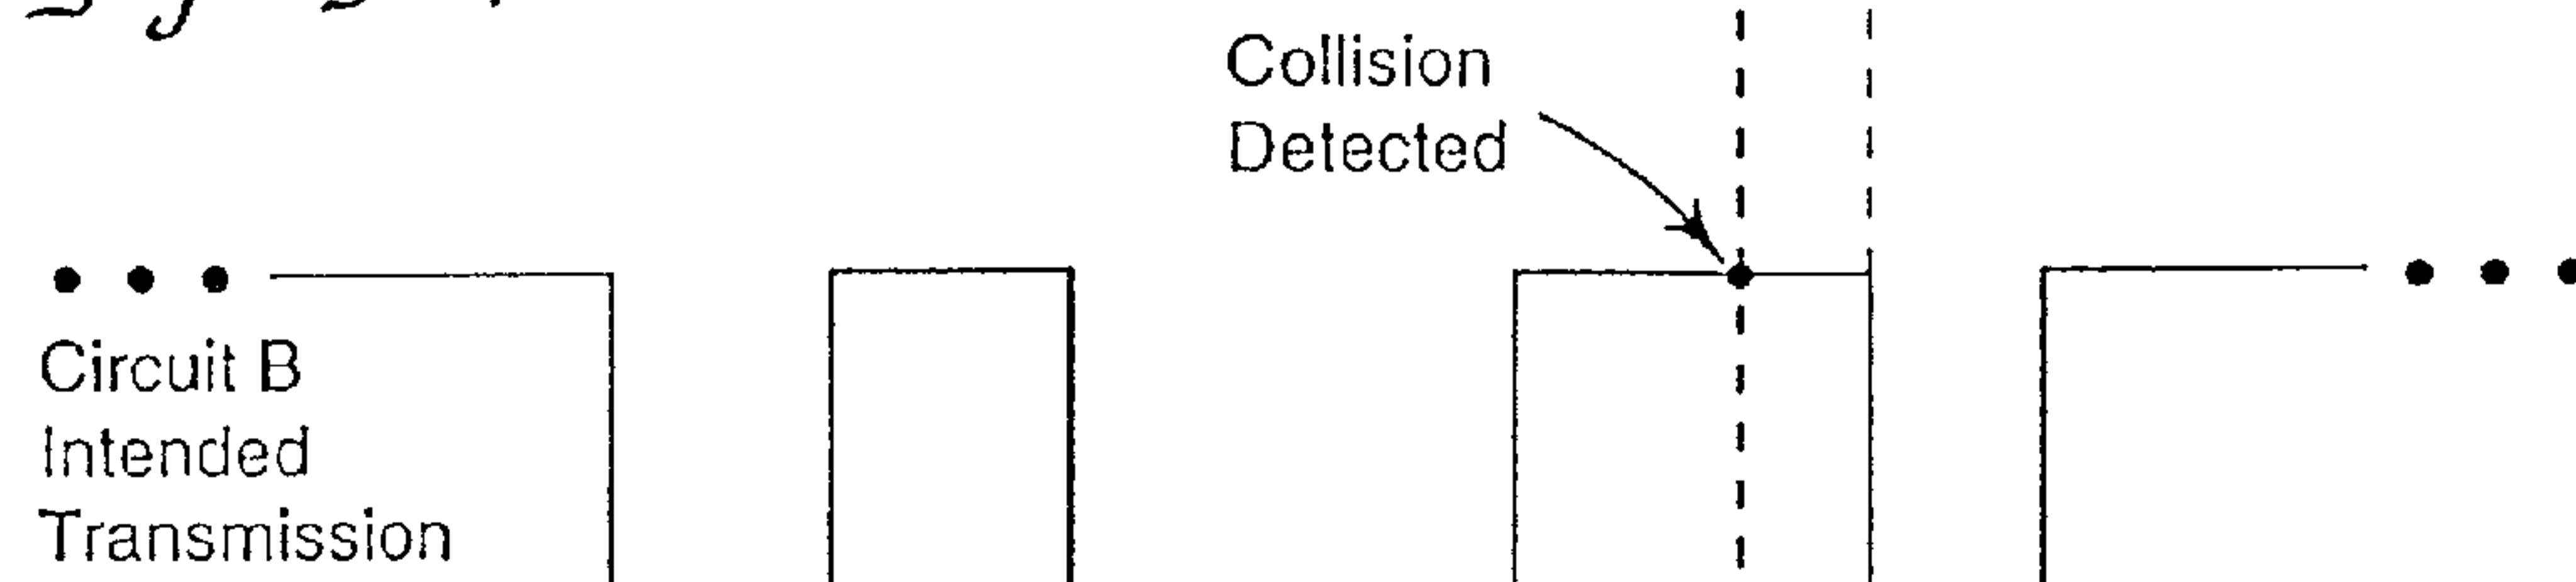 Collision
Detected
Circuit B
Intended
Transmission